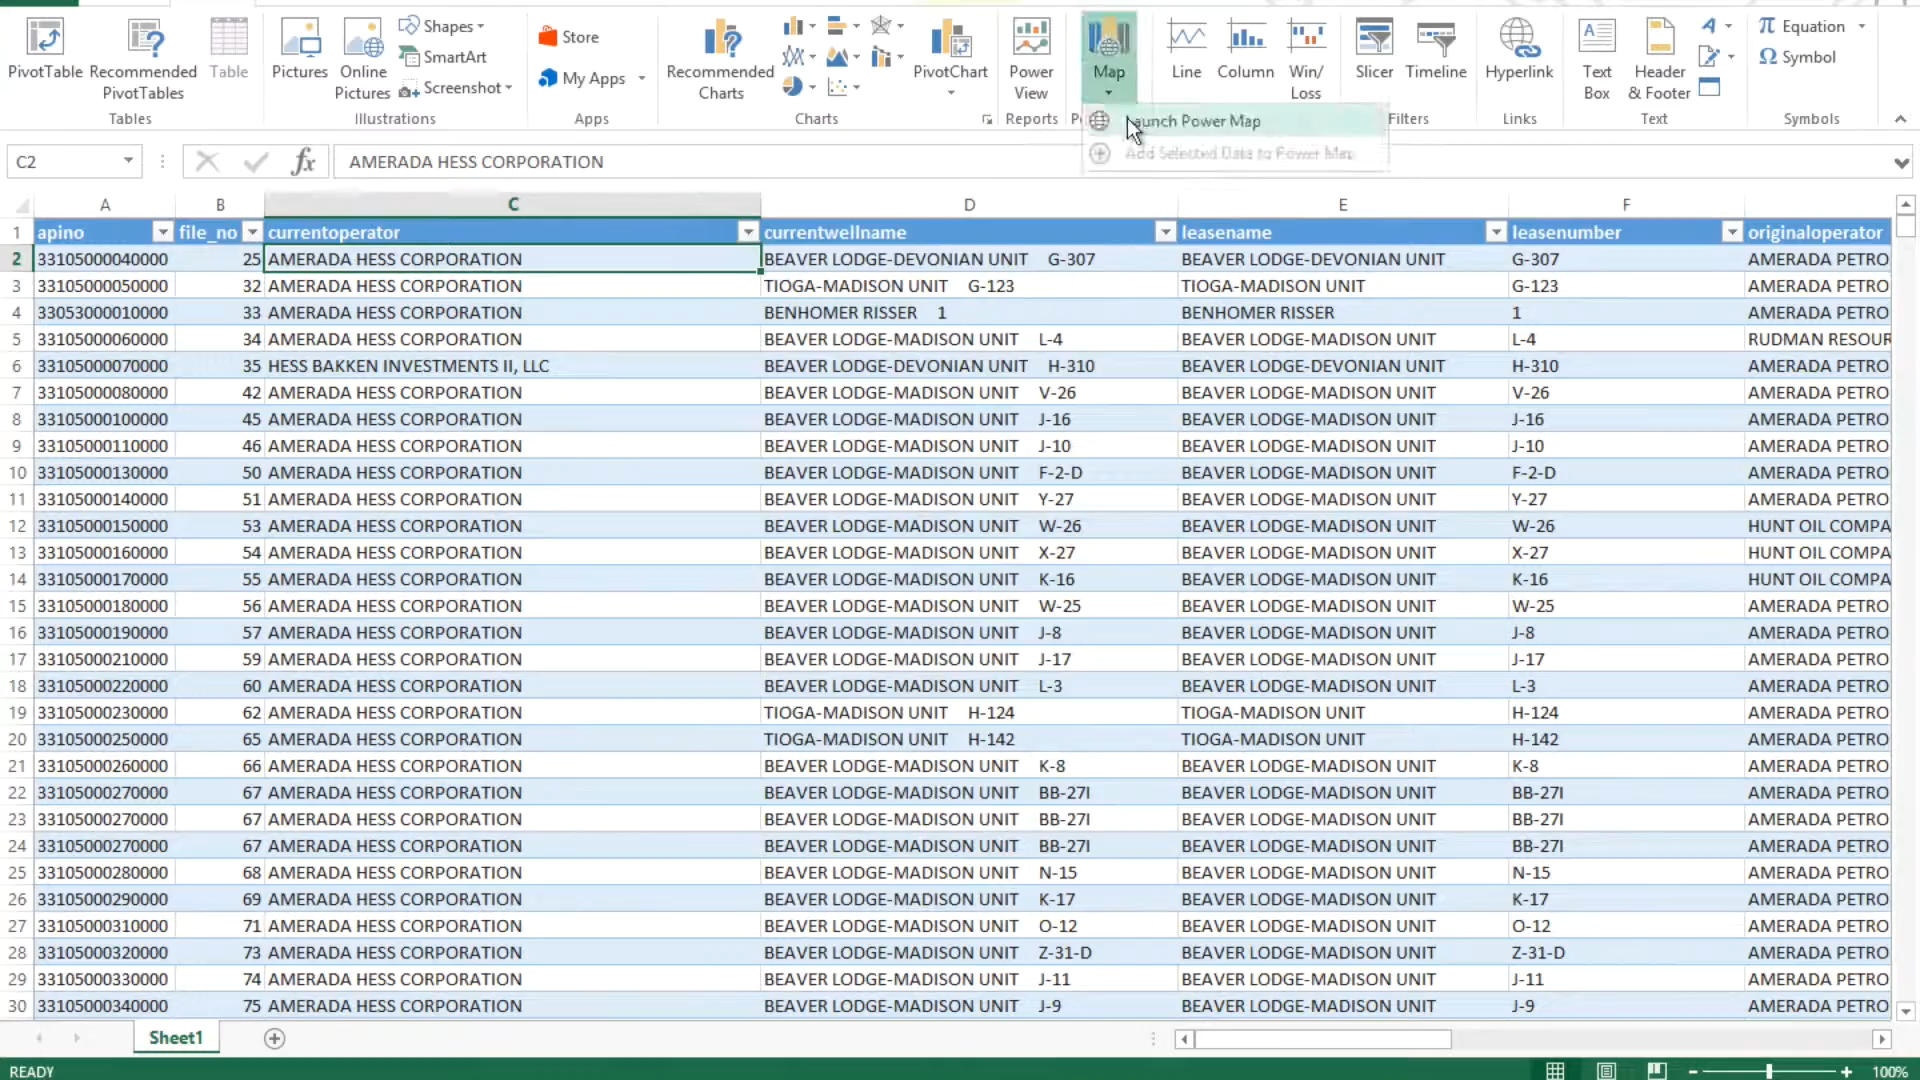 PivotTable Recommended PivotTables Table
Tables
Pictures Online Pictures Shapes SmartArt Screenshot
Illustrations
Store
My Apps
Apps
Recommended Charts PivotChart
Charts
Power View
Reports
Map
Launch Power Map
Add Selected Data to Power Map
Line Column Win/ Loss
Slicer Timeline
Filters
Hyperlink
Links
Text Box Header & Footer
Text
Equation
Symbol
Symbols
C2 fx AMERADA HESS CORPORATION
A B C D E F
1 apino file_no currentoperator currentwellname leasename leasenumber originaloperator
2 33105000040000 25 AMERADA HESS CORPORATION BEAVER LODGE-DEVONIAN UNIT G-307 BEAVER LODGE-DEVONIAN UNIT G-307 AMERADA PETRO
3 33105000050000 32 AMERADA HESS CORPORATION TIOGA-MADISON UNIT G-123 TIOGA-MADISON UNIT G-123 AMERADA PETRO
4 33053000010000 33 AMERADA HESS CORPORATION BENHOMER RISSER 1 BENHOMER RISSER 1 AMERADA PETRO
5 33105000060000 34 AMERADA HESS CORPORATION BEAVER LODGE-MADISON UNIT L-4 BEAVER LODGE-MADISON UNIT L-4 RUDMAN RESOUR
6 33105000070000 35 HESS BAKKEN INVESTMENTS II, LLC BEAVER LODGE-DEVONIAN UNIT H-310 BEAVER LODGE-DEVONIAN UNIT H-310 AMERADA PETRO
7 33105000080000 42 AMERADA HESS CORPORATION BEAVER LODGE-MADISON UNIT V-26 BEAVER LODGE-MADISON UNIT V-26 AMERADA PETRO
8 33105000100000 45 AMERADA HESS CORPORATION BEAVER LODGE-MADISON UNIT J-16 BEAVER LODGE-MADISON UNIT J-16 AMERADA PETRO
9 33105000110000 46 AMERADA HESS CORPORATION BEAVER LODGE-MADISON UNIT J-10 BEAVER LODGE-MADISON UNIT J-10 AMERADA PETRO
10 33105000130000 50 AMERADA HESS CORPORATION BEAVER LODGE-MADISON UNIT F-2-D BEAVER LODGE-MADISON UNIT F-2-D AMERADA PETRO
11 33105000140000 51 AMERADA HESS CORPORATION BEAVER LODGE-MADISON UNIT Y-27 BEAVER LODGE-MADISON UNIT Y-27 AMERADA PETRO
12 33105000150000 53 AMERADA HESS CORPORATION BEAVER LODGE-MADISON UNIT W-26 BEAVER LODGE-MADISON UNIT W-26 HUNT OIL COMPA
13 33105000160000 54 AMERADA HESS CORPORATION BEAVER LODGE-MADISON UNIT X-27 BEAVER LODGE-MADISON UNIT X-27 HUNT OIL COMPA
14 33105000170000 55 AMERADA HESS CORPORATION BEAVER LODGE-MADISON UNIT K-16 BEAVER LODGE-MADISON UNIT K-16 HUNT OIL COMPA
15 33105000180000 56 AMERADA HESS CORPORATION BEAVER LODGE-MADISON UNIT W-25 BEAVER LODGE-MADISON UNIT W-25 AMERADA PETRO
16 33105000190000 57 AMERADA HESS CORPORATION BEAVER LODGE-MADISON UNIT J-8 BEAVER LODGE-MADISON UNIT J-8 AMERADA PETRO
17 33105000210000 59 AMERADA HESS CORPORATION BEAVER LODGE-MADISON UNIT J-17 BEAVER LODGE-MADISON UNIT J-17 AMERADA PETRO
18 33105000220000 60 AMERADA HESS CORPORATION BEAVER LODGE-MADISON UNIT L-3 BEAVER LODGE-MADISON UNIT L-3 AMERADA PETRO
19 33105000230000 62 AMERADA HESS CORPORATION TIOGA-MADISON UNIT H-124 TIOGA-MADISON UNIT H-124 AMERADA PETRO
20 33105000250000 65 AMERADA HESS CORPORATION TIOGA-MADISON UNIT H-142 TIOGA-MADISON UNIT H-142 AMERADA PETRO
21 33105000260000 66 AMERADA HESS CORPORATION BEAVER LODGE-MADISON UNIT K-8 BEAVER LODGE-MADISON UNIT K-8 AMERADA PETRO
22 33105000270000 67 AMERADA HESS CORPORATION BEAVER LODGE-MADISON UNIT BB-27I BEAVER LODGE-MADISON UNIT BB-27I AMERADA PETRO
23 33105000270000 67 AMERADA HESS CORPORATION BEAVER LODGE-MADISON UNIT BB-27I BEAVER LODGE-MADISON UNIT BB-27I AMERADA PETRO
24 33105000270000 67 AMERADA HESS CORPORATION BEAVER LODGE-MADISON UNIT BB-27I BEAVER LODGE-MADISON UNIT BB-27I AMERADA PETRO
25 33105000280000 68 AMERADA HESS CORPORATION BEAVER LODGE-MADISON UNIT N-15 BEAVER LODGE-MADISON UNIT N-15 AMERADA PETRO
26 33105000290000 69 AMERADA HESS CORPORATION BEAVER LODGE-MADISON UNIT K-17 BEAVER LODGE-MADISON UNIT K-17 AMERADA PETRO
27 33105000310000 71 AMERADA HESS CORPORATION BEAVER LODGE-MADISON UNIT O-12 BEAVER LODGE-MADISON UNIT O-12 AMERADA PETRO
28 33105000320000 73 AMERADA HESS CORPORATION BEAVER LODGE-MADISON UNIT Z-31-D BEAVER LODGE-MADISON UNIT Z-31-D AMERADA PETRO
29 33105000330000 74 AMERADA HESS CORPORATION BEAVER LODGE-MADISON UNIT J-11 BEAVER LODGE-MADISON UNIT J-11 AMERADA PETRO
30 33105000340000 75 AMERADA HESS CORPORATION BEAVER LODGE-MADISON UNIT J-9 BEAVER LODGE-MADISON UNIT J-9 AMERADA PETRO
Sheet1
READY 100%